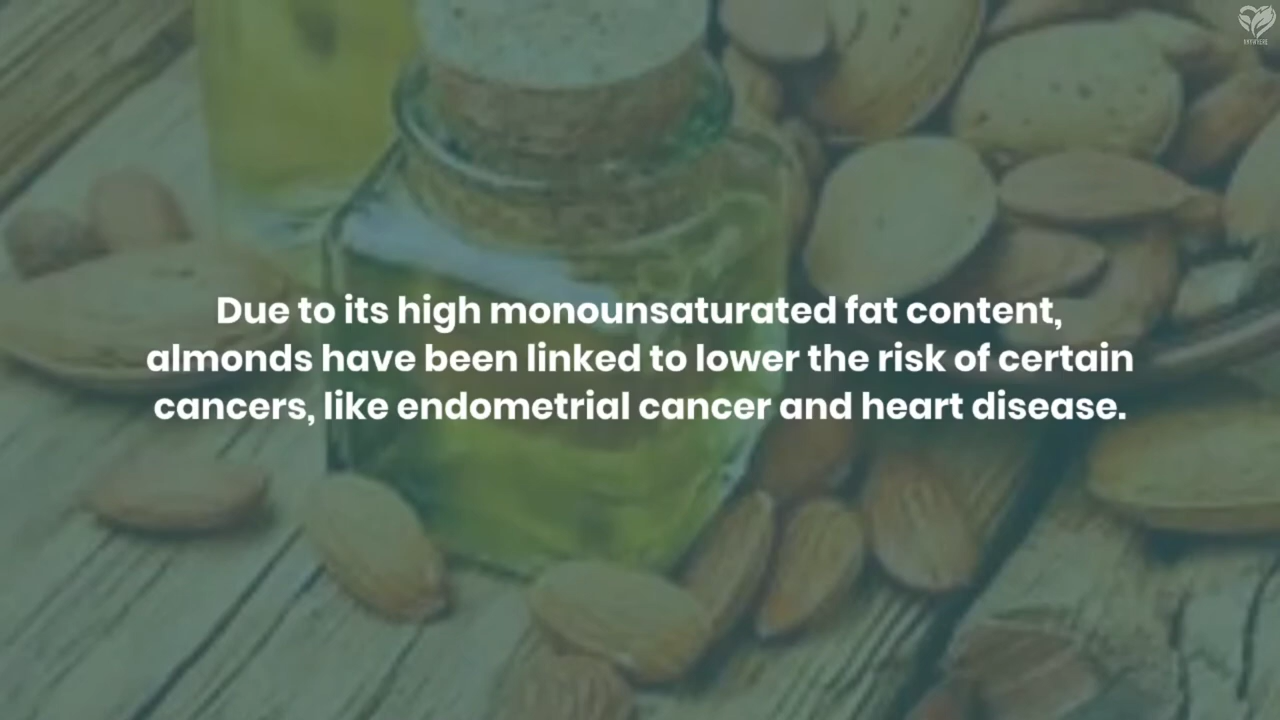 Due to its high monounsaturated fat content,
almonds have been linked to lower the risk of certain
cancers, like endometrial cancer and heart disease.